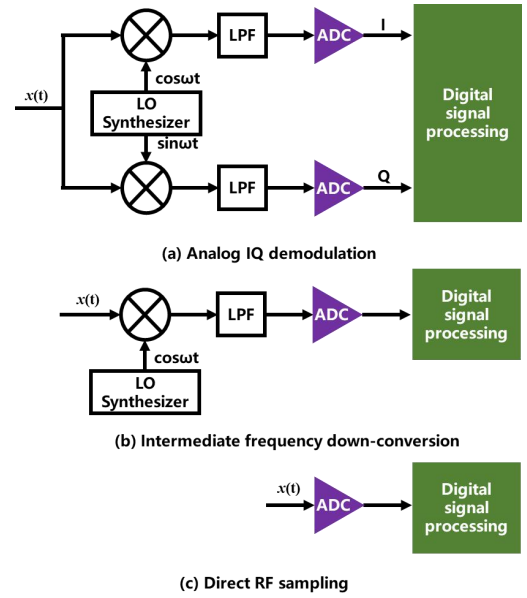 LPF
ADC
I
x(t)
cosωt
LO
Synthesizer
sinωt
LPF
ADC
Q
Digital
signal
processing
(a) Analog IQ demodulation
x(t)
LPF
ADC
cosωt
LO
Synthesizer
Digital
signal
processing
(b) Intermediate frequency down-conversion
x(t)
ADC
Digital
signal
processing
(c) Direct RF sampling